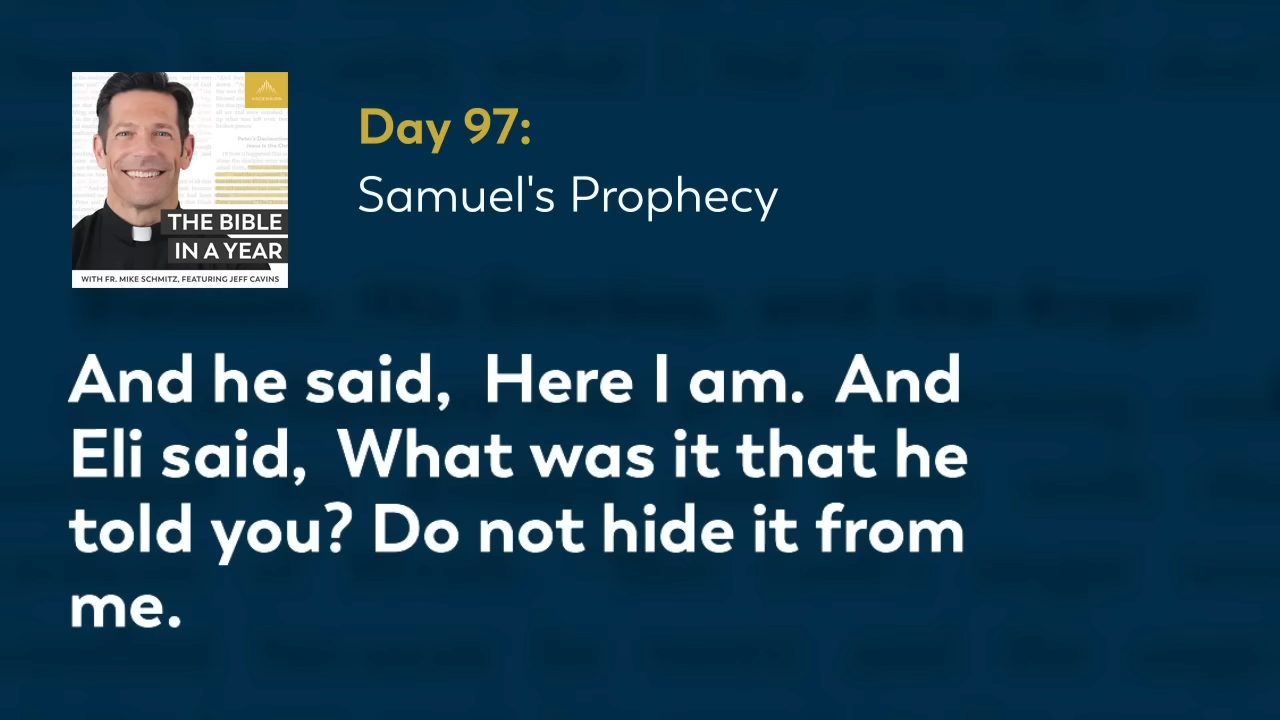 Day 97:
Samuel's Prophecy
THE BIBLE
IN A YEAR
WITH FR. MIKE SCHMITZ, FEATURING JEFF CAVINS
And he said, Here I am. And
Eli said, What was it that he
told you? Do not hide it from
me.